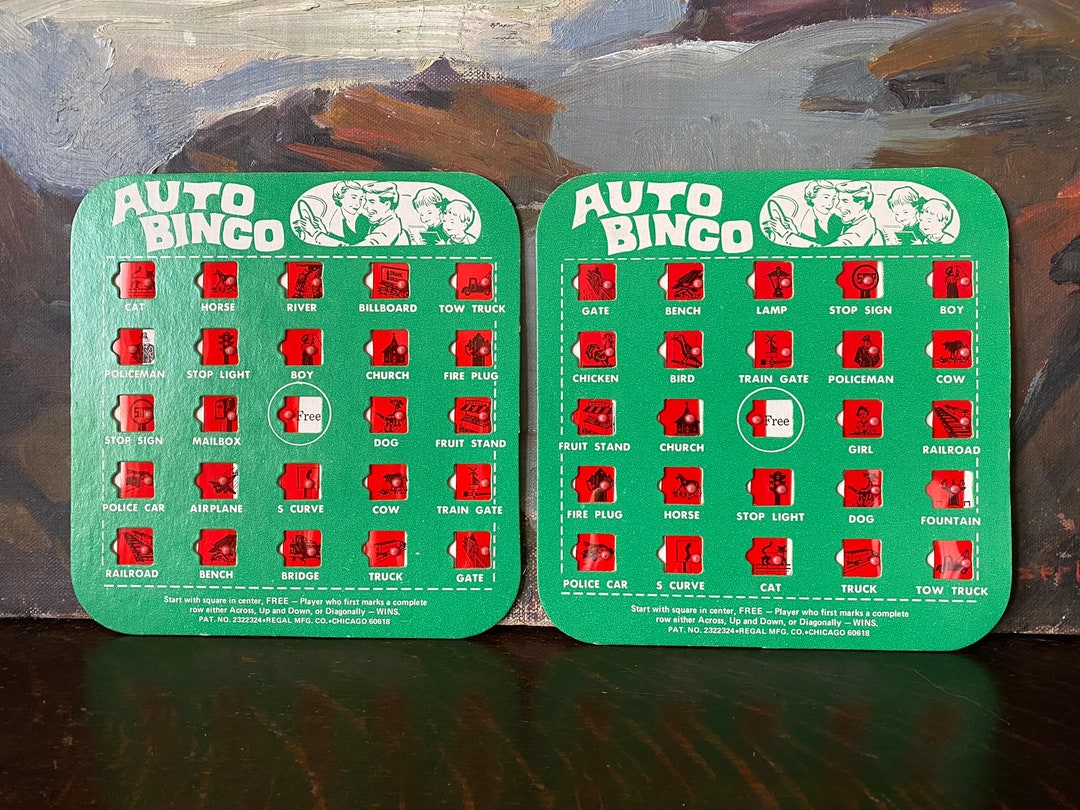 AUTO
BINGO
CAT HORSE RIVER BILLBOARD TOW TRUCK
POLICEMAN STOP LIGHT BOY CHURCH FIRE PLUG
Free
STOP SIGN MAILBOX DOG FRUIT STAND
POLICE CAR AIRPLANE S CURVE COW TRAIN GATE
RAILROAD BENCH BRIDGE TRUCK GATE
Start with square in center, FREE — Player who first marks a complete
row either Across, Up and Down, or Diagonally — WINS.
PAT. NO. 2322324•REGAL MFG. CO.•CHICAGO 60618
AUTO
BINGO
GATE BENCH LAMP STOP SIGN BOY
CHICKEN BIRD TRAIN GATE POLICEMAN COW
Free
FRUIT STAND CHURCH GIRL RAILROAD
FIRE PLUG HORSE STOP LIGHT DOG FOUNTAIN
POLICE CAR S CURVE CAT TRUCK TOW TRUCK
Start with square in center, FREE — Player who first marks a complete
row either Across, Up and Down, or Diagonally — WINS.
PAT. NO. 2322324•REGAL MFG. CO.•CHICAGO 60618